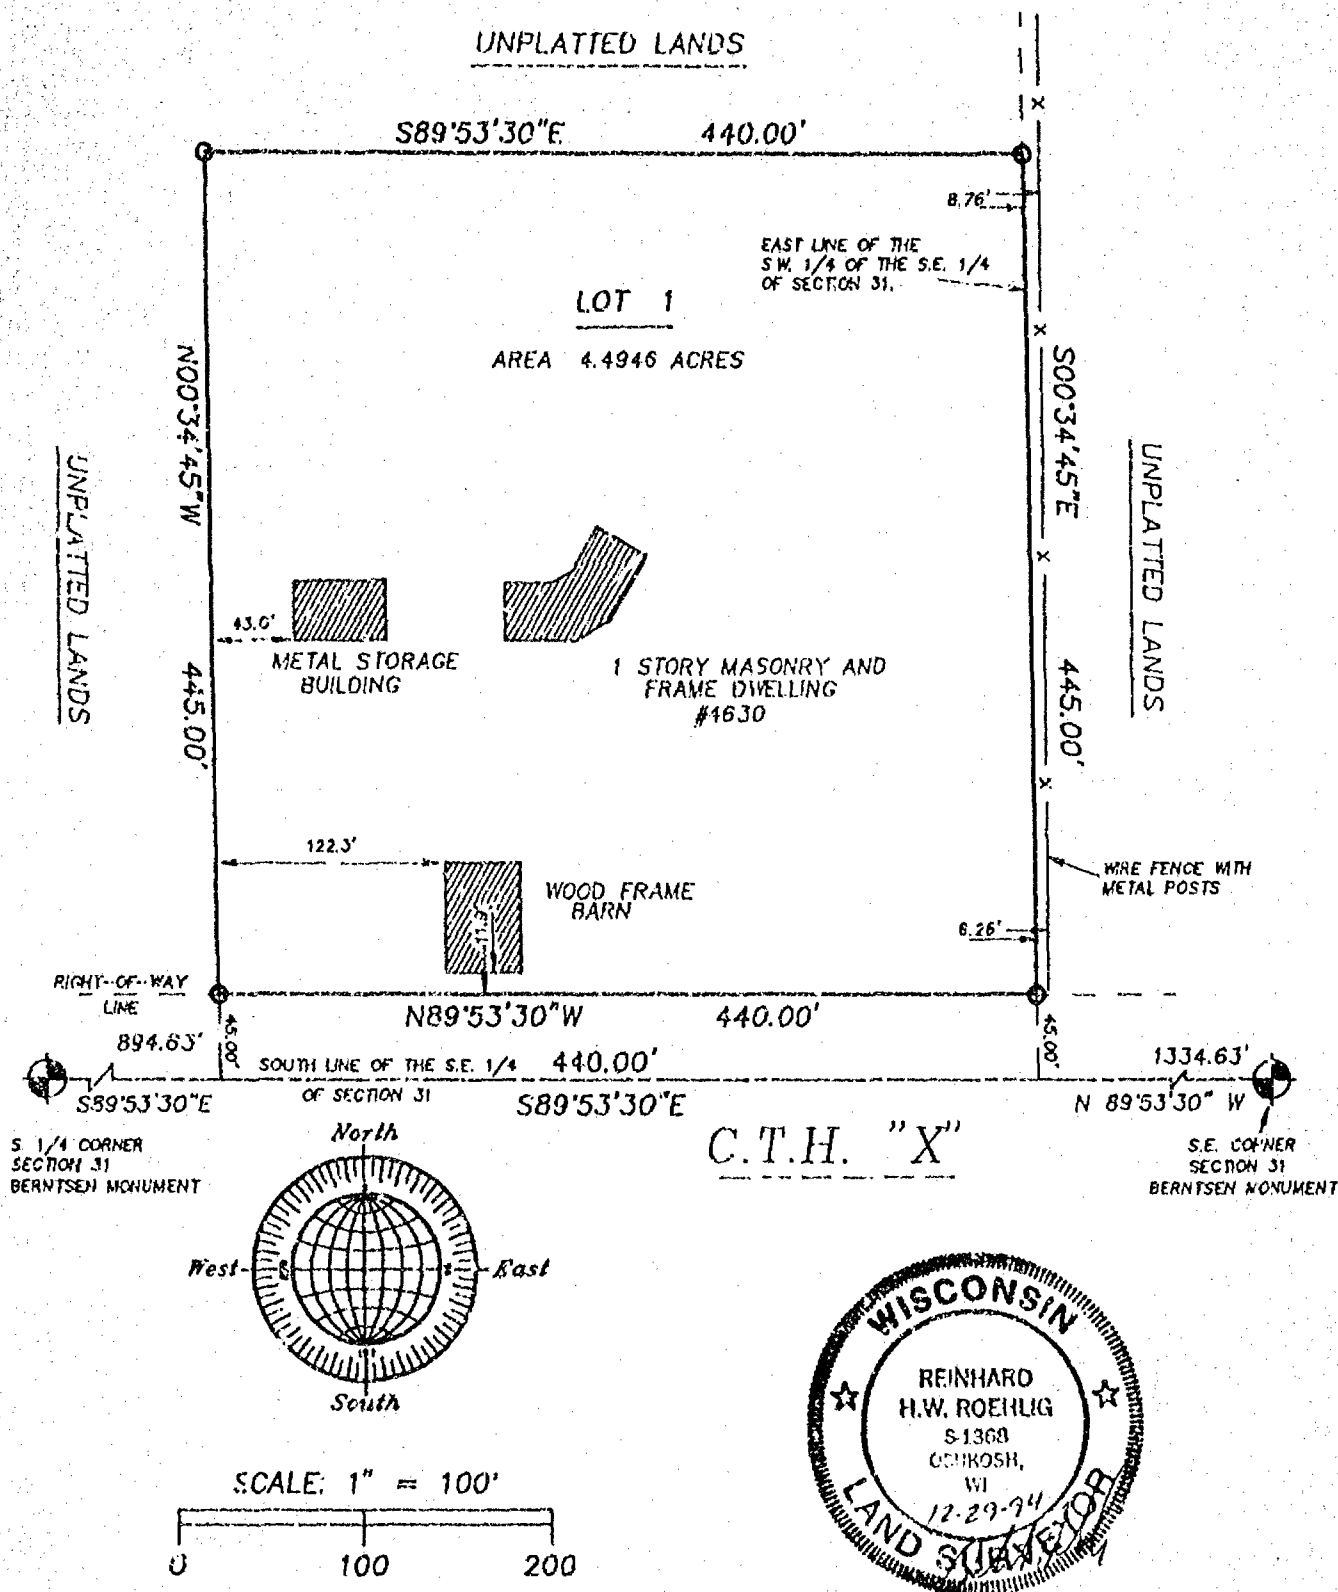 UNPLATTED LANDS
S89°53'30"E 440.00'
8.76'
EAST LINE OF THE
S.W. 1/4 OF THE S.E. 1/4
OF SECTION 31.
LOT 1
AREA 4.4946 ACRES
N00°34'45"W
445.00'
S00°34'45"E
445.00'
UNPLATTED LANDS
UNPLATTED LANDS
43.0'
METAL STORAGE
BUILDING
1 STORY MASONRY AND
FRAME DWELLING
#4630
122.3'
WOOD FRAME
BARN
11.9'
WIRE FENCE WITH
METAL POSTS
6.26'
RIGHT-OF-WAY
LINE
N89°53'30"W 440.00'
894.63'
45.00'
SOUTH LINE OF THE S.E. 1/4 440.00'
OF SECTION 31
45.00'
1334.63'
S89°53'30"E
S89°53'30"E
N 89°53'30" W
S. 1/4 CORNER
SECTION 31
BERNTSEN MONUMENT
C.T.H. "X"
S.E. CORNER
SECTION 31
BERNTSEN MONUMENT
North
West
East
South
SCALE: 1" = 100'
0 100 200
WISCONSIN
REINHARD
H.W. ROEHLIG
S-1368
OSHKOSH,
WI
12-29-94
LAND SURVEYOR